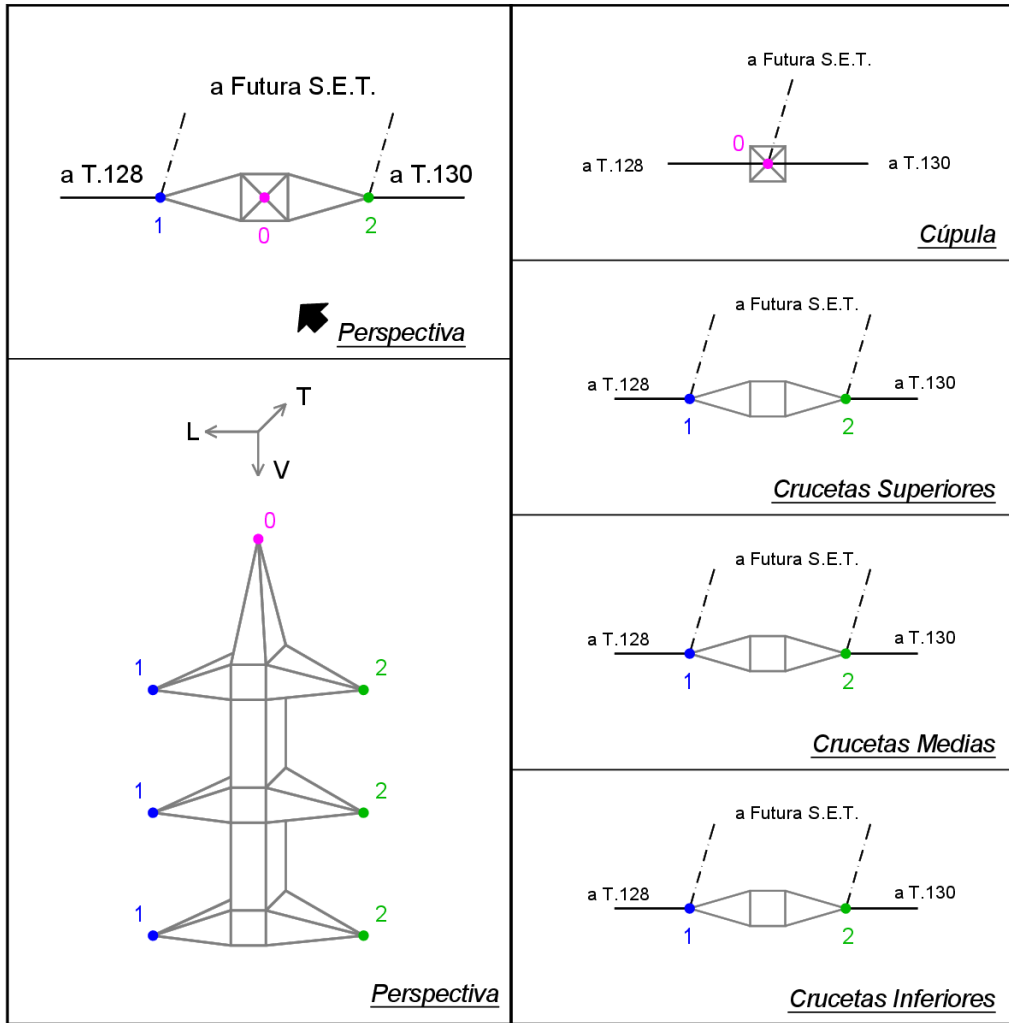 a Futura S.E.T.
a T.128
a T.130
1
2
0
Perspectiva
L
T
V
0
1
2
1
2
1
2
Perspectiva
a Futura S.E.T.
0
a T.128
a T.130
Cúpula
a Futura S.E.T.
a T.128
a T.130
1
2
Crucetas Superiores
a Futura S.E.T.
a T.128
a T.130
1
2
Crucetas Medias
a Futura S.E.T.
a T.128
a T.130
1
2
Crucetas Inferiores